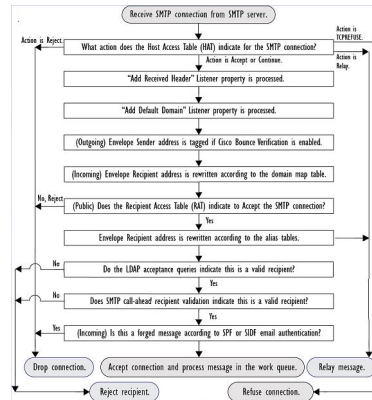 Receive SMTP connection from SMTP server.
Action is Reject.
Action is
TCPREFUSE.
What action does the Host Access Table (HAT) indicate for the SMTP connection?
Action is Accept or Continue.
Action is
Relay.
“Add Received Header” Listener property is processed.
“Add Default Domain” Listener property is processed.
(Outgoing) Envelope Sender address is tagged if Cisco Bounce Verification is enabled.
(Incoming) Envelope Recipient address is rewritten according to the domain map table.
No, Reject
(Public) Does the Recipient Access Table (RAT) indicate to Accept the SMTP connection?
Yes
Envelope Recipient address is rewritten according to the alias tables.
No
Do the LDAP acceptance queries indicate this is a valid recipient?
Yes
No
Does SMTP call-ahead recipient validation indicate this is a valid recipient?
Yes
Yes
(Incoming) Is this a forged message according to SPF or SIDF email authentication?
Drop connection.
Accept connection and process message in the work queue.
Relay message.
Reject recipient.
Refuse connection.